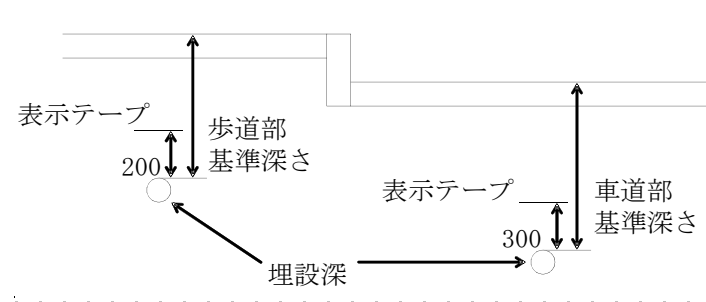 表示テープ
歩道部
基準深さ
200
表示テープ
車道部
基準深さ
300
埋設深